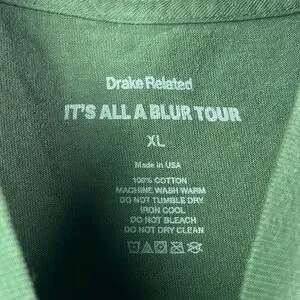 Drake Related
IT'S ALL A BLUR TOUR
XL
Made in USA
100% COTTON
MACHINE WASH WARM
DO NOT TUMBLE DRY
IRON COOL
DO NOT BLEACH
DO NOT DRY CLEAN